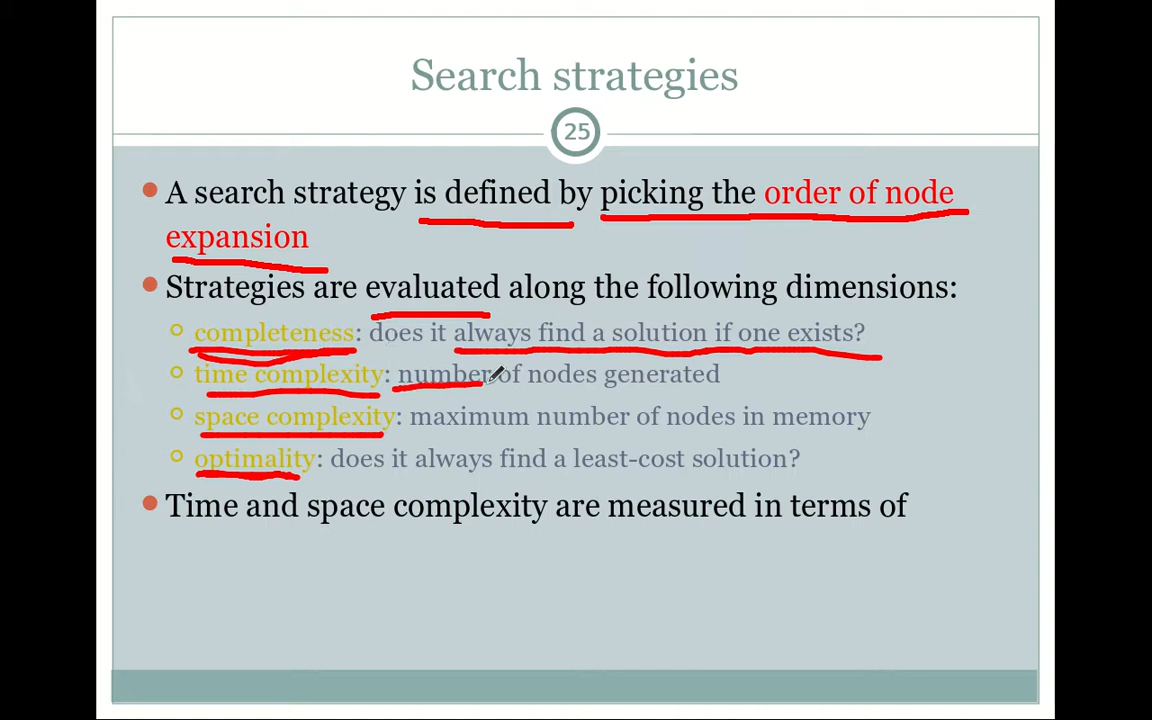 Search strategies
25
A search strategy is defined by picking the order of node
expansion
Strategies are evaluated along the following dimensions:
completeness: does it always find a solution if one exists?
time complexity: number of nodes generated
space complexity: maximum number of nodes in memory
optimality: does it always find a least-cost solution?
Time and space complexity are measured in terms of